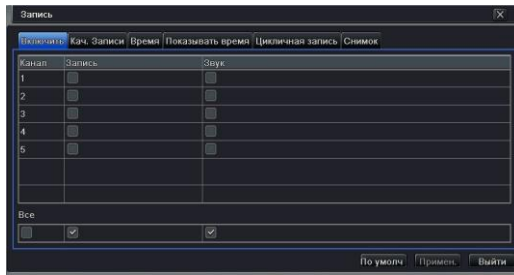 Запись
Включить Кач. Записи Время Показывать время Цикличная запись Снимок
Канал Запись Звук
1
2
3
4
5
Все
По умолч Примен. Выйти